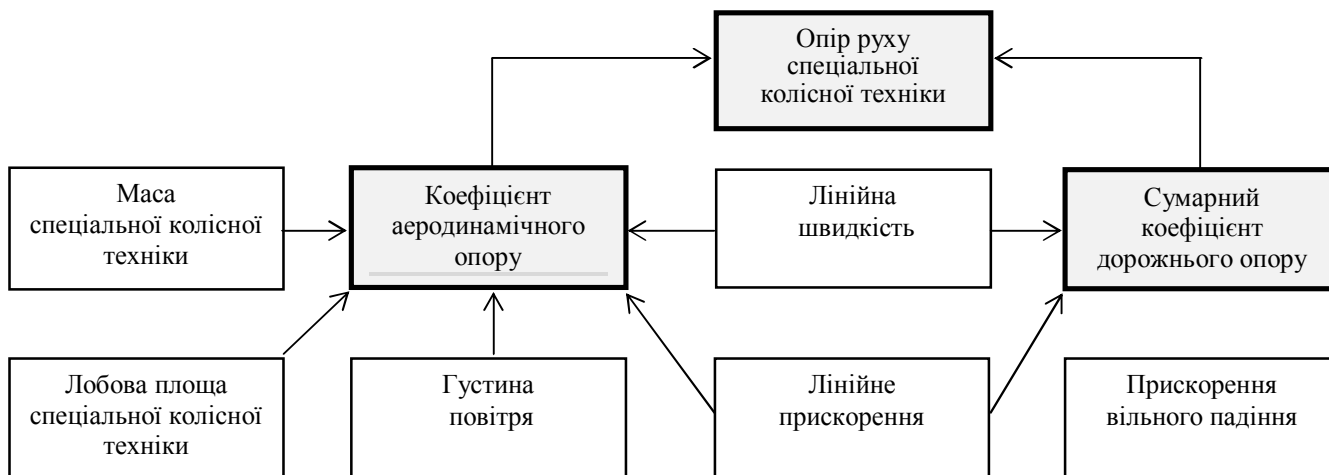 Опір руху
спеціальної
колісної техніки
Маса
спеціальної колісної
техніки
Коефіцієнт
аеродинамічного
опору
Лінійна
швидкість
Сумарний
коефіцієнт
дорожнього опору
Лобова площа
спеціальної колісної
техніки
Густина
повітря
Лінійне
прискорення
Прискорення
вільного падіння